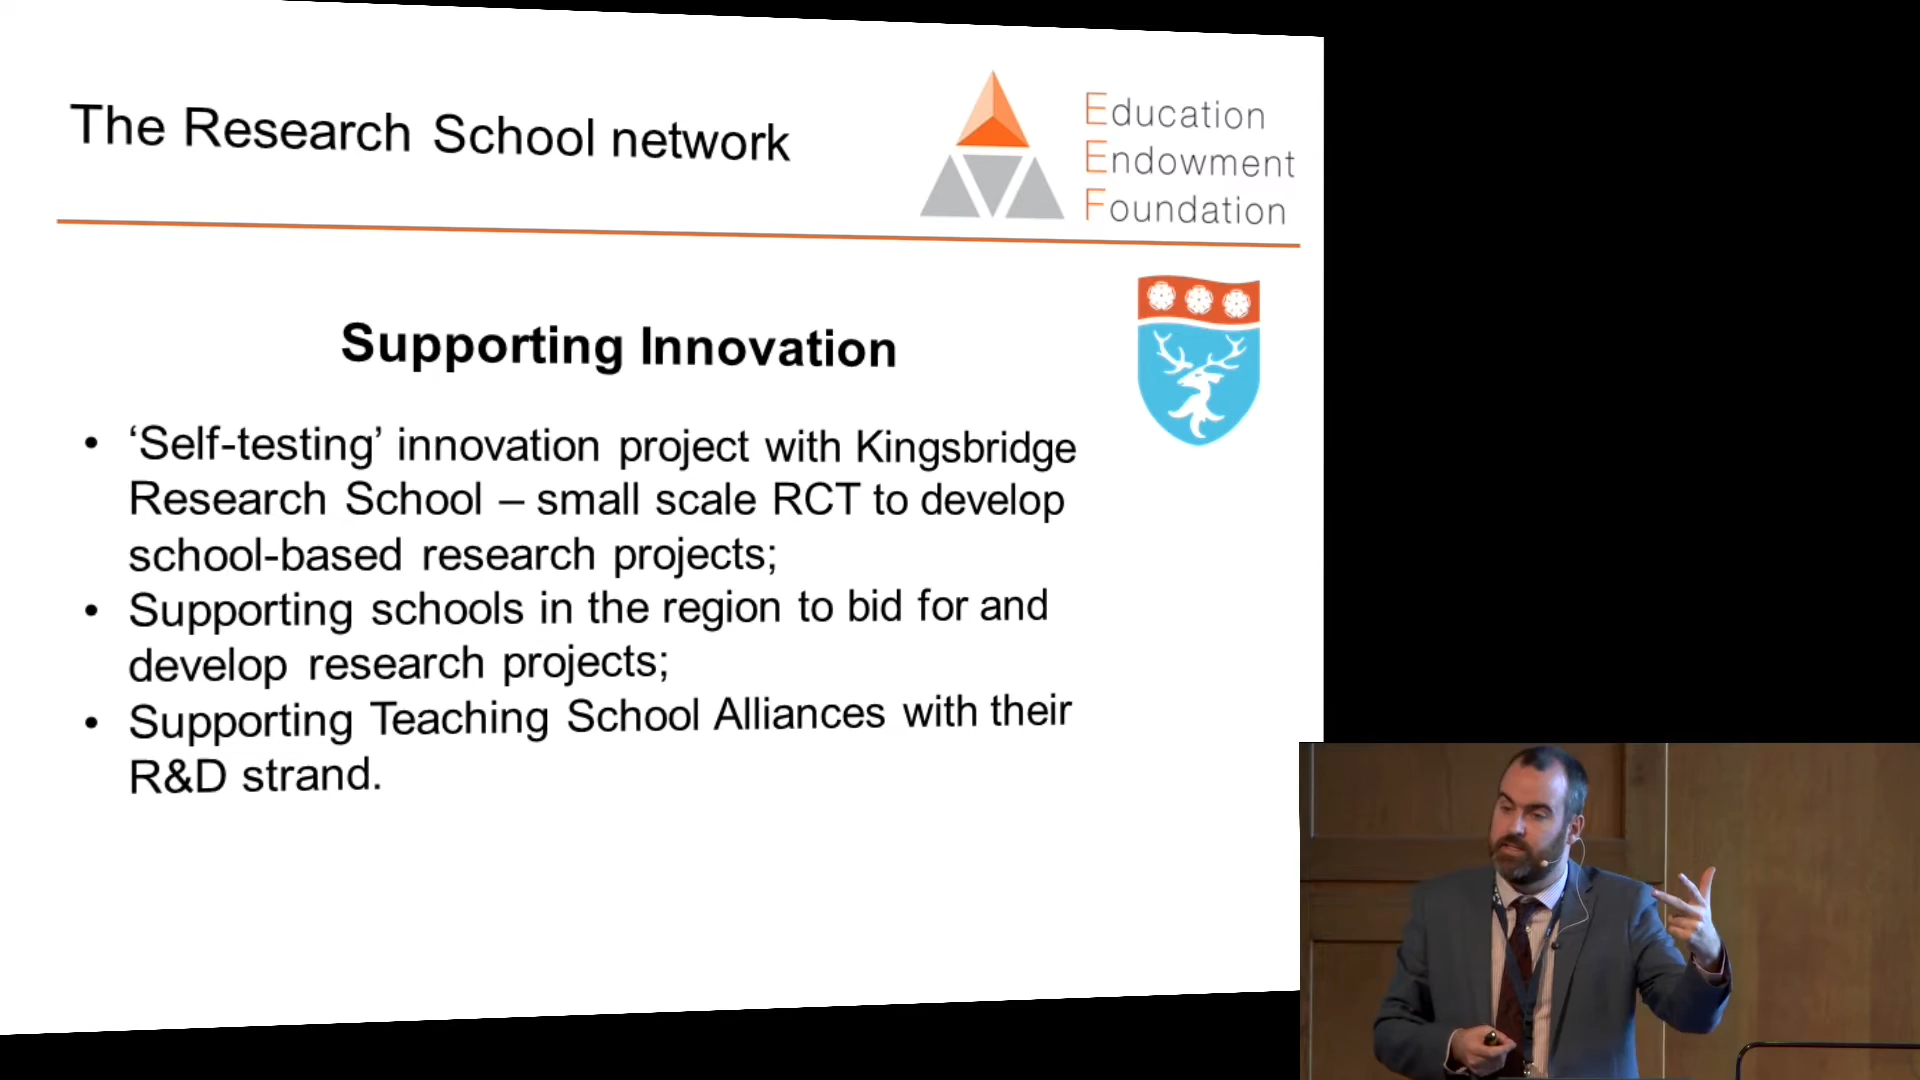 The Research School network
Education
Endowment
Foundation
Supporting Innovation
• ‘Self-testing’ innovation project with Kingsbridge
Research School – small scale RCT to develop
school-based research projects;
• Supporting schools in the region to bid for and
develop research projects;
• Supporting Teaching School Alliances with their
R&D strand.